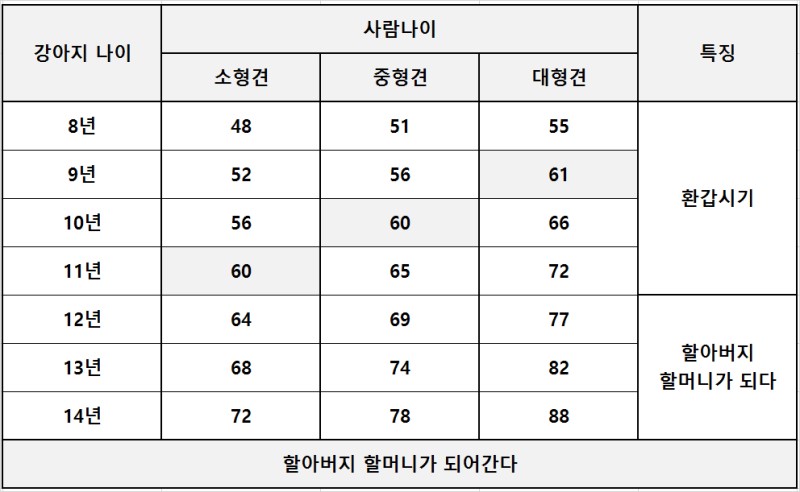 강아지 나이 사람나이 특징
소형견 중형견 대형견
8년 48 51 55
9년 52 56 61
환갑시기
10년 56 60 66
11년 60 65 72
12년 64 69 77
할아버지
할머니가 되다
13년 68 74 82
14년 72 78 88
할아버지 할머니가 되어간다